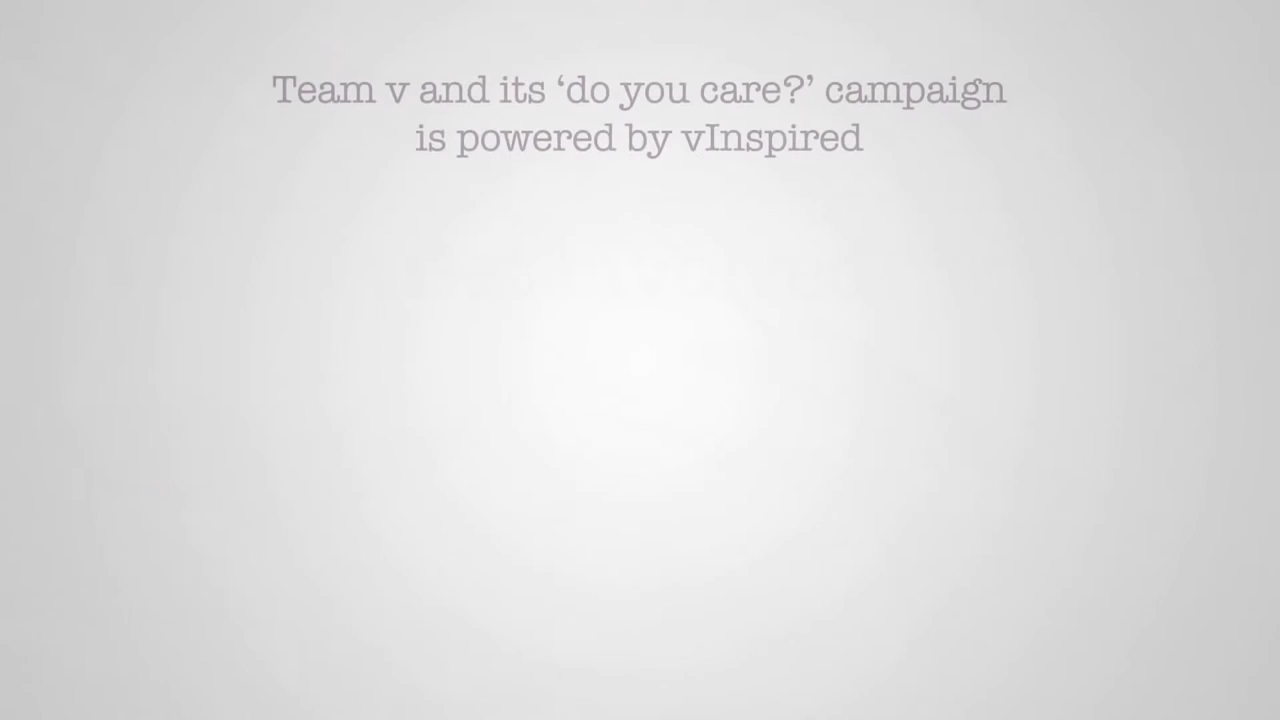 Team v and its ‘do you care?’ campaign
is powered by vInspired